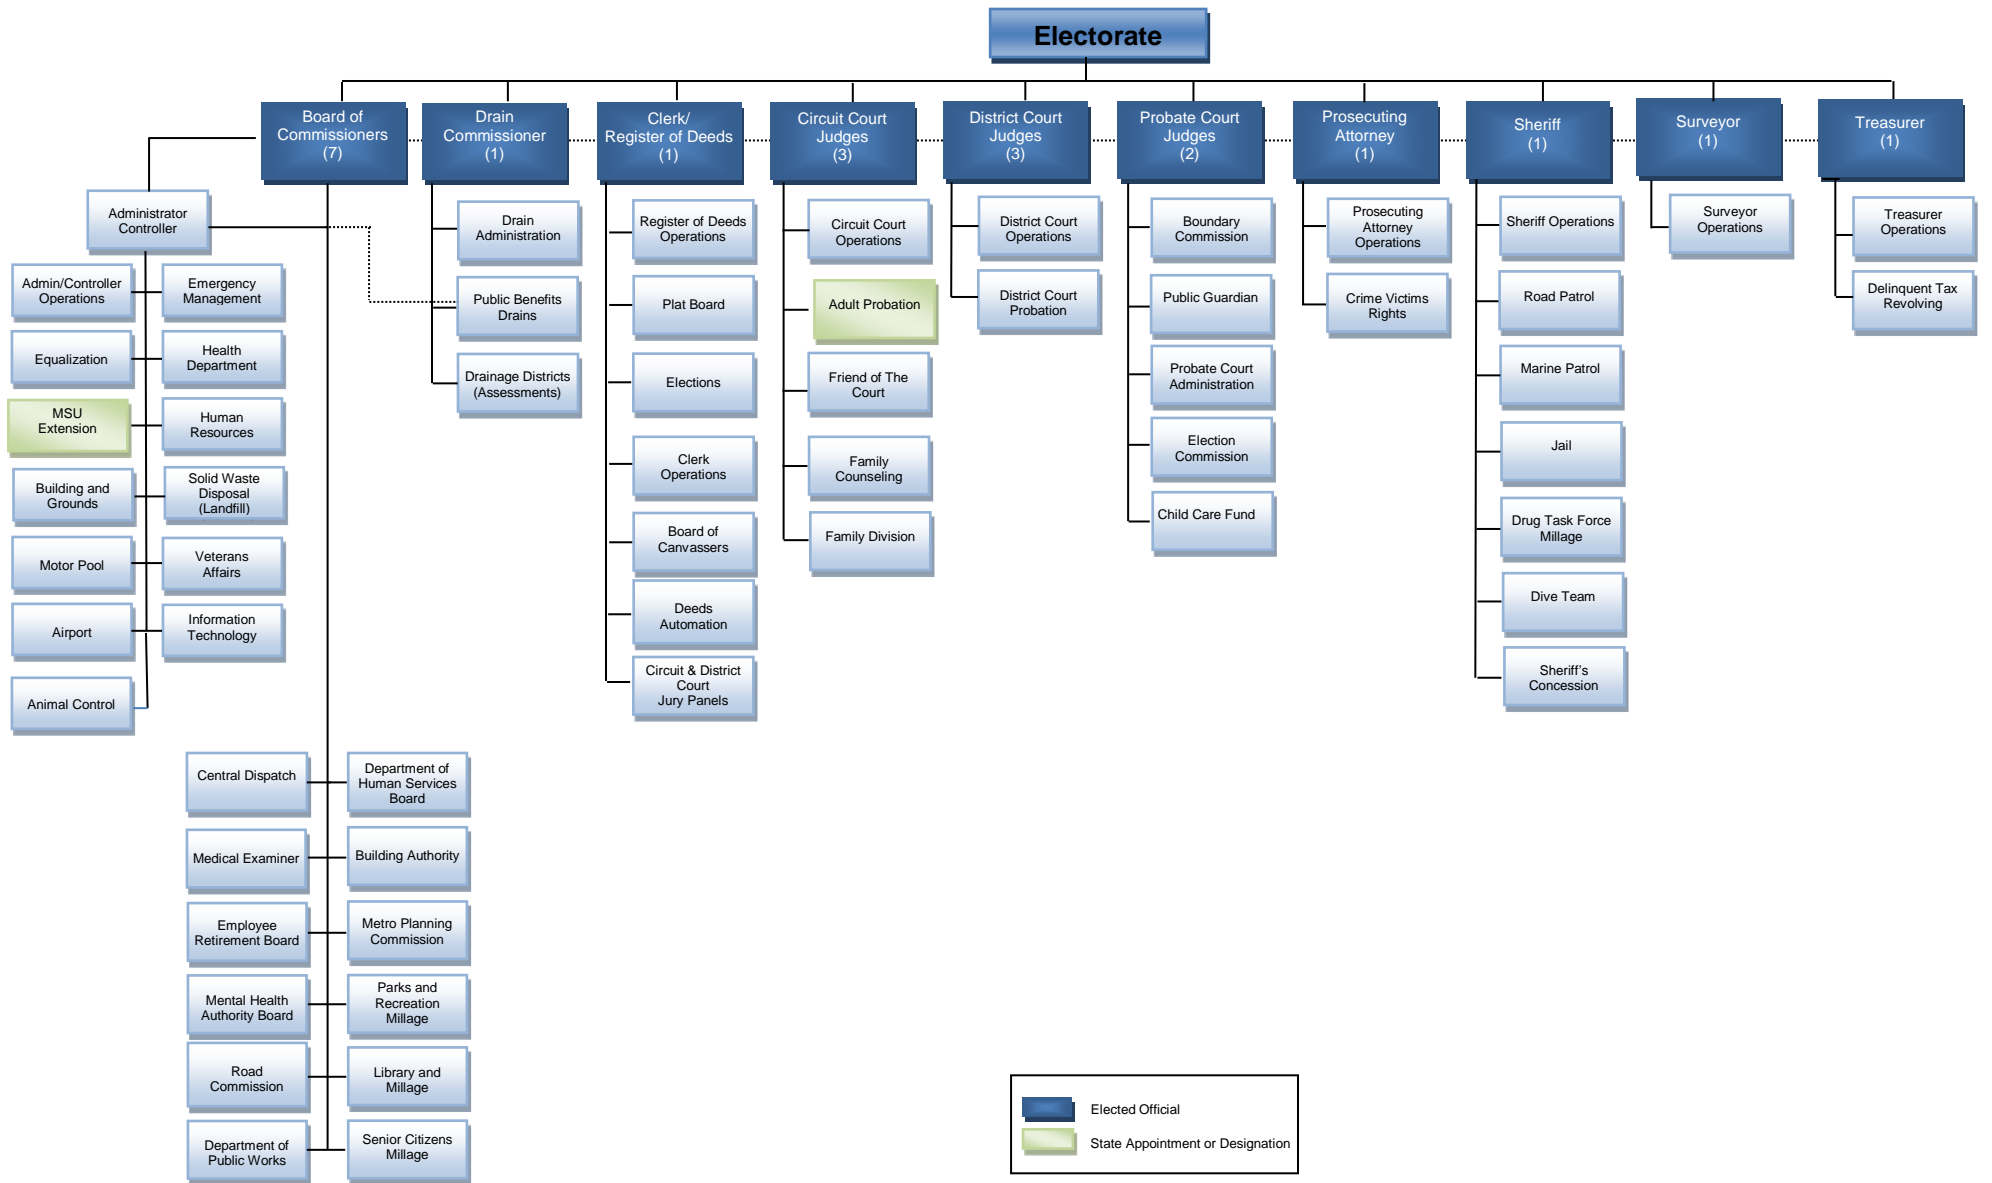 Electorate
Board of
Commissioners
(7)
Drain
Commissioner
(1)
Clerk/
Register of Deeds
(1)
Circuit Court
Judges
(3)
District Court
Judges
(3)
Probate Court
Judges
(2)
Prosecuting
Attorney
(1)
Sheriff
(1)
Surveyor
(1)
Treasurer
(1)
Administrator
Controller
Admin/Controller
Operations
Emergency
Management
Equalization
Health
Department
MSU
Extension
Human
Resources
Building and
Grounds
Solid Waste
Disposal
(Landfill)
Motor Pool
Veterans
Affairs
Airport
Information
Technology
Animal Control
Central Dispatch
Department of
Human Services
Board
Medical Examiner
Building Authority
Employee
Retirement Board
Metro Planning
Commission
Mental Health
Authority Board
Parks and
Recreation
Millage
Road
Commission
Library and
Millage
Department of
Public Works
Senior Citizens
Millage
Drain
Administration
Public Benefits
Drains
Drainage Districts
(Assessments)
Register of Deeds
Operations
Plat Board
Elections
Clerk
Operations
Board of
Canvassers
Deeds
Automation
Circuit & District
Court
Jury Panels
Circuit Court
Operations
Adult Probation
Friend of The
Court
Family
Counseling
Family Division
District Court
Operations
District Court
Probation
Boundary
Commission
Public Guardian
Probate Court
Administration
Election
Commission
Child Care Fund
Prosecuting
Attorney
Operations
Crime Victims
Rights
Sheriff Operations
Road Patrol
Marine Patrol
Jail
Drug Task Force
Millage
Dive Team
Sheriff's
Concession
Surveyor
Operations
Treasurer
Operations
Delinquent Tax
Revolving
Elected Official
State Appointment or Designation